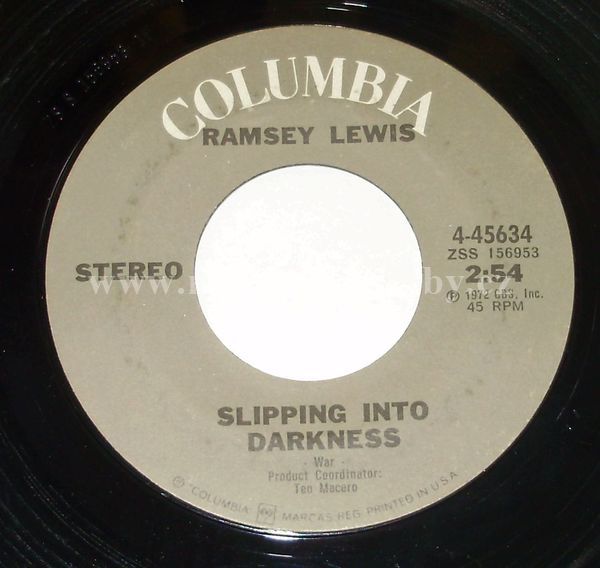 COLUMBIA
RAMSEY LEWIS
4-45634
ZSS 156953
STEREO
2:54
℗ 1972 CBS, Inc.
45 RPM
SLIPPING INTO
DARKNESS
- War -
Product Coordinator:
Teo Macero
℗ "COLUMBIA" MARCAS REG. PRINTED IN U.S.A.